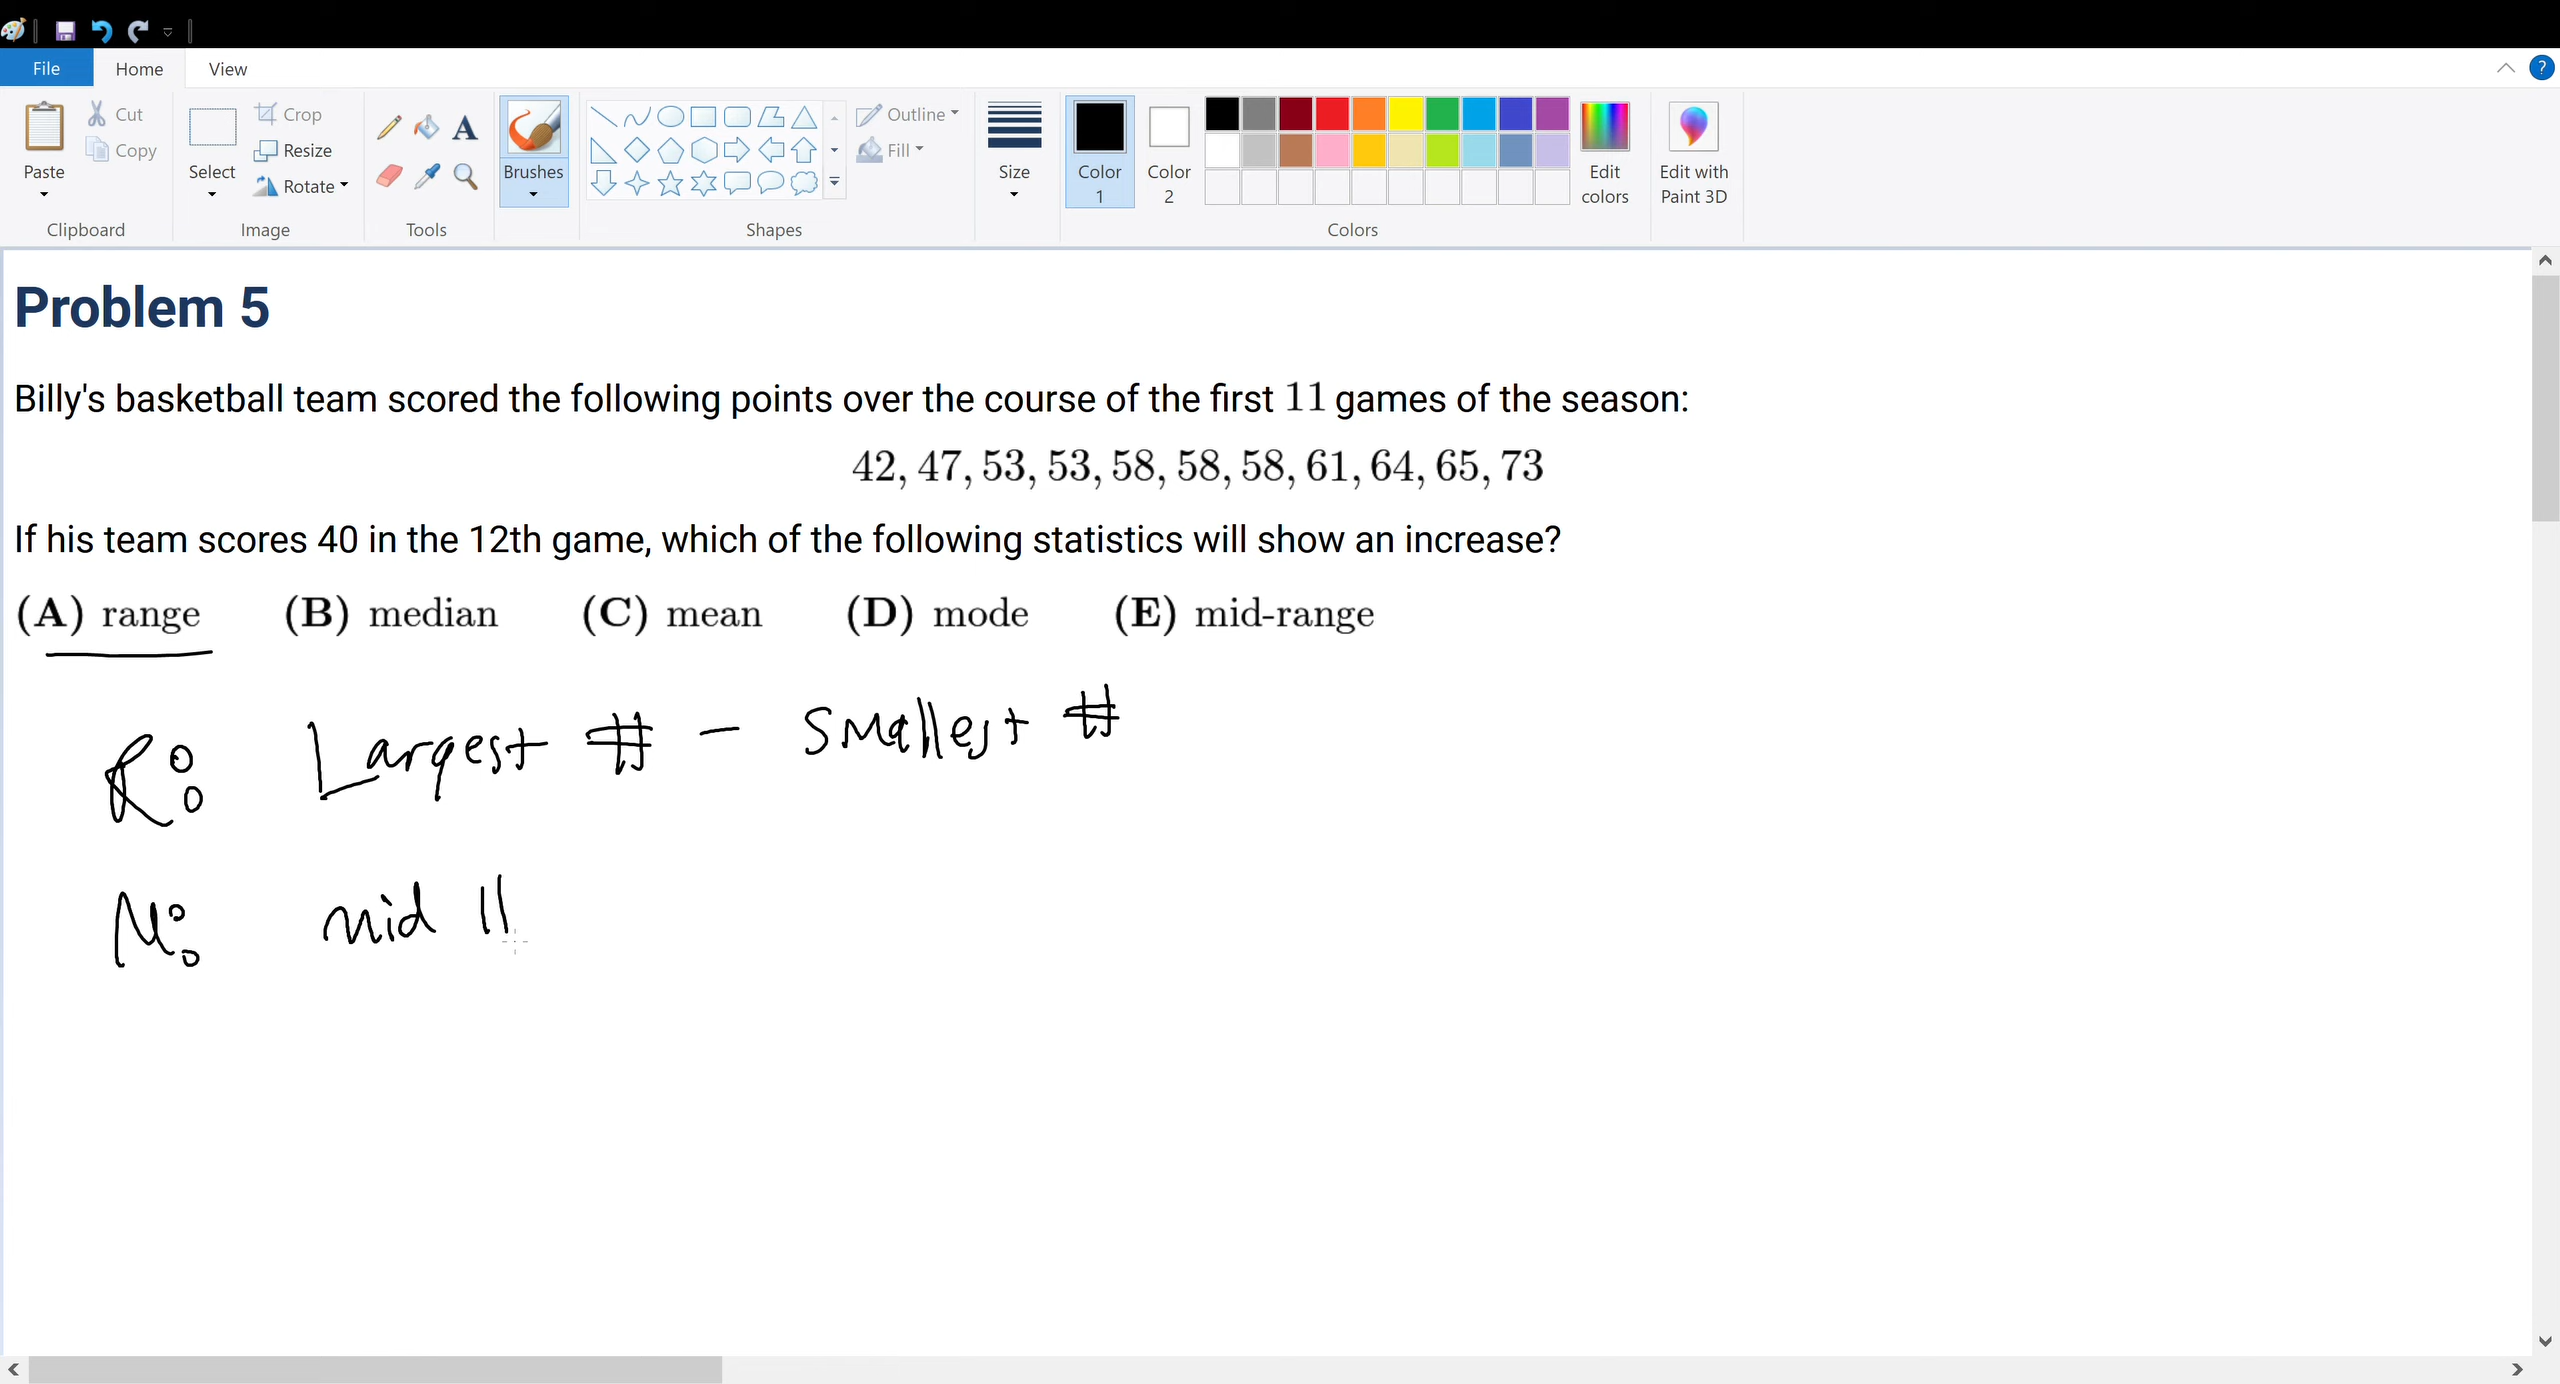 File Home View
Paste Cut Copy Select Crop Resize Rotate Brushes Outline Fill Size Color 1 Color 2 Edit colors Edit with Paint 3D
Clipboard Image Tools Shapes Colors
Problem 5
Billy's basketball team scored the following points over the course of the first 11 games of the season:
42, 47, 53, 53, 58, 58, 58, 61, 64, 65, 73
If his team scores 40 in the 12th game, which of the following statistics will show an increase?
(A) range (B) median (C) mean (D) mode (E) mid-range
R: Largest # - smallest #
M: mid